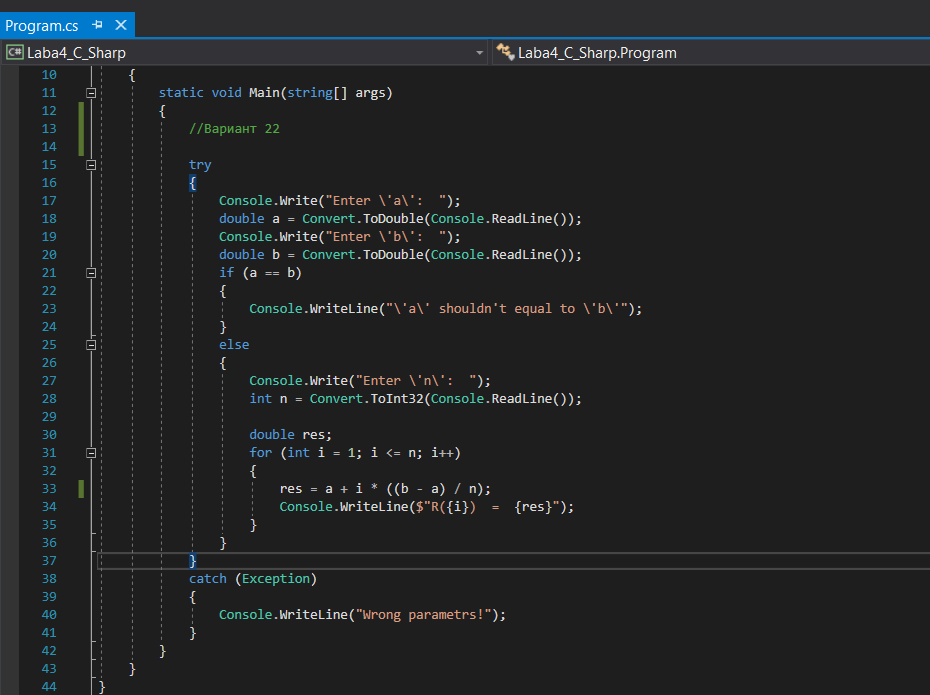 Program.cs
C# Laba4_C_Sharp Laba4_C_Sharp.Program
10 {
11 static void Main(string[] args)
12 {
13 //Вариант 22
14
15 try
16 {
17 Console.Write("Enter \'a\':  ");
18 double a = Convert.ToDouble(Console.ReadLine());
19 Console.Write("Enter \'b\':  ");
20 double b = Convert.ToDouble(Console.ReadLine());
21 if (a == b)
22 {
23 Console.WriteLine("\'a\' shouldn't equal to \'b\'");
24 }
25 else
26 {
27 Console.Write("Enter \'n\':  ");
28 int n = Convert.ToInt32(Console.ReadLine());
29
30 double res;
31 for (int i = 1; i <= n; i++)
32 {
33 res = a + i * ((b - a) / n);
34 Console.WriteLine($"R({i})  =  {res}");
35 }
36 }
37 }
38 catch (Exception)
39 {
40 Console.WriteLine("Wrong parametrs!");
41 }
42 }
43 }
44 }